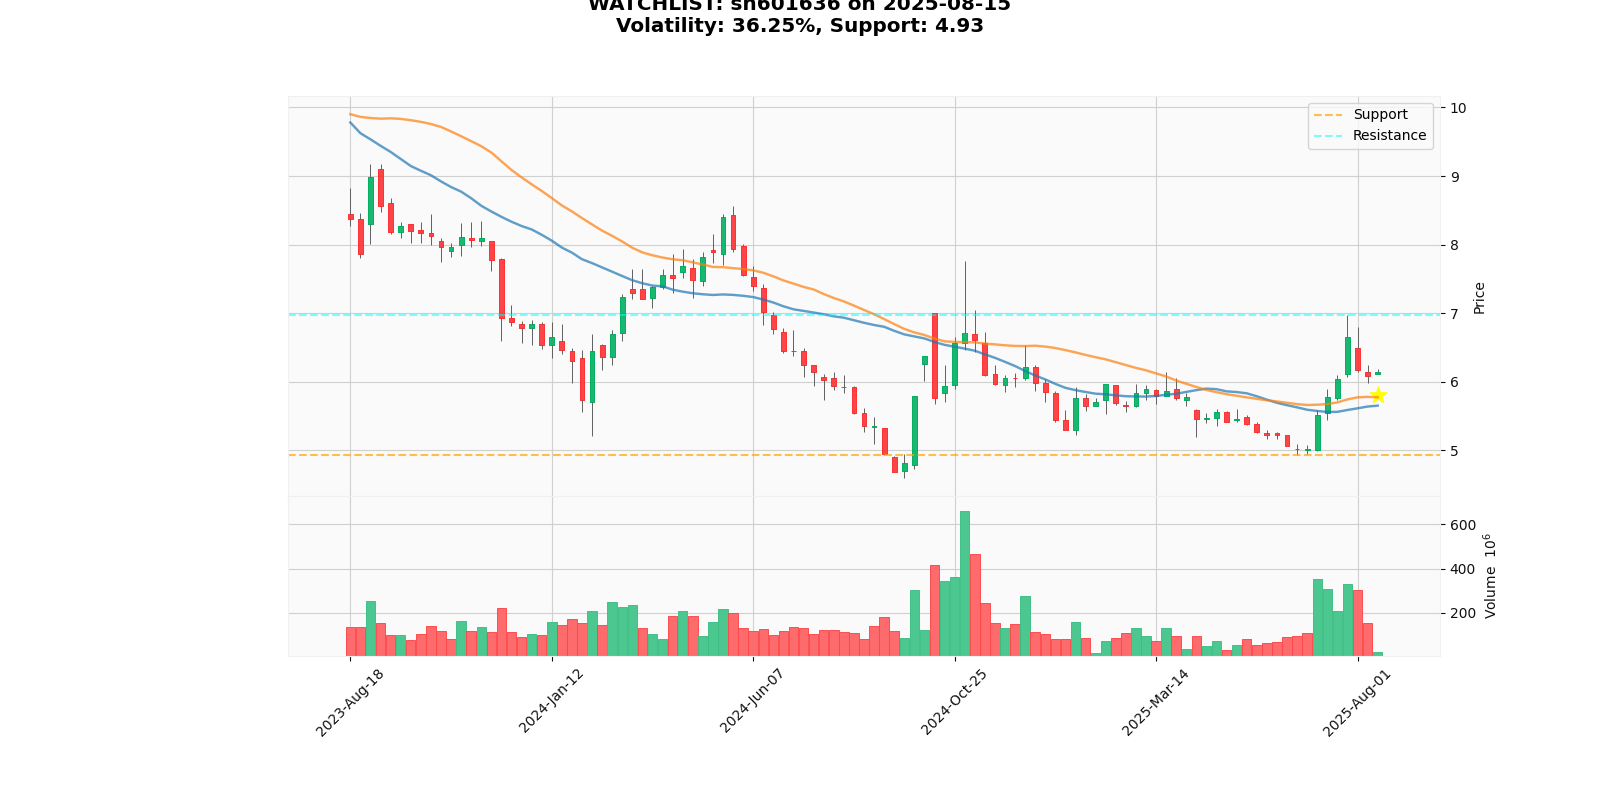 WATCHLIST: sh601636 on 2025-08-15
Volatility: 36.25%, Support: 4.93
Support
Resistance
10
9
8
7
6
5
Price
600
400
200
Volume 10^6
2023-Aug-18
2024-Jan-12
2024-Jun-07
2024-Oct-25
2025-Mar-14
2025-Aug-01